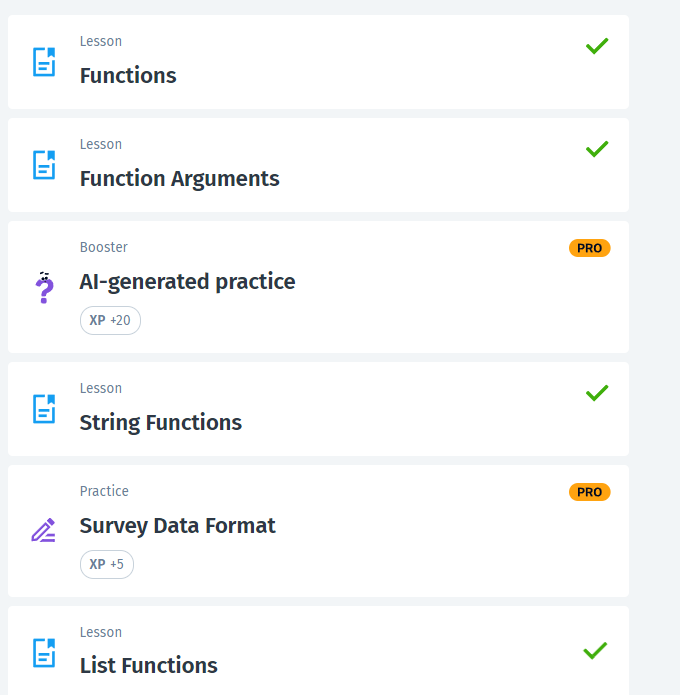 Lesson
Functions
Lesson
Function Arguments
Booster
PRO
AI-generated practice
XP +20
Lesson
String Functions
Practice
PRO
Survey Data Format
XP +5
Lesson
List Functions